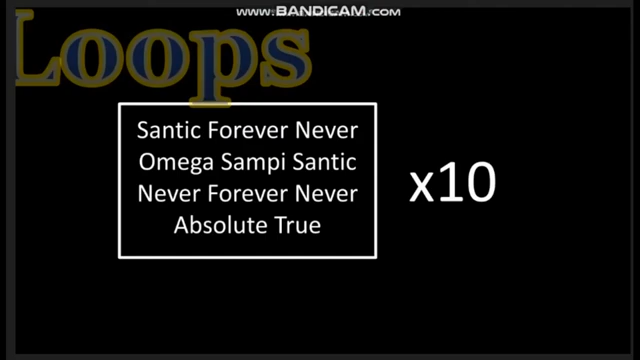 www.BANDICAM.com
Loops
Santic Forever Never
Omega Sampi Santic
Never Forever Never
Absolute True
x10